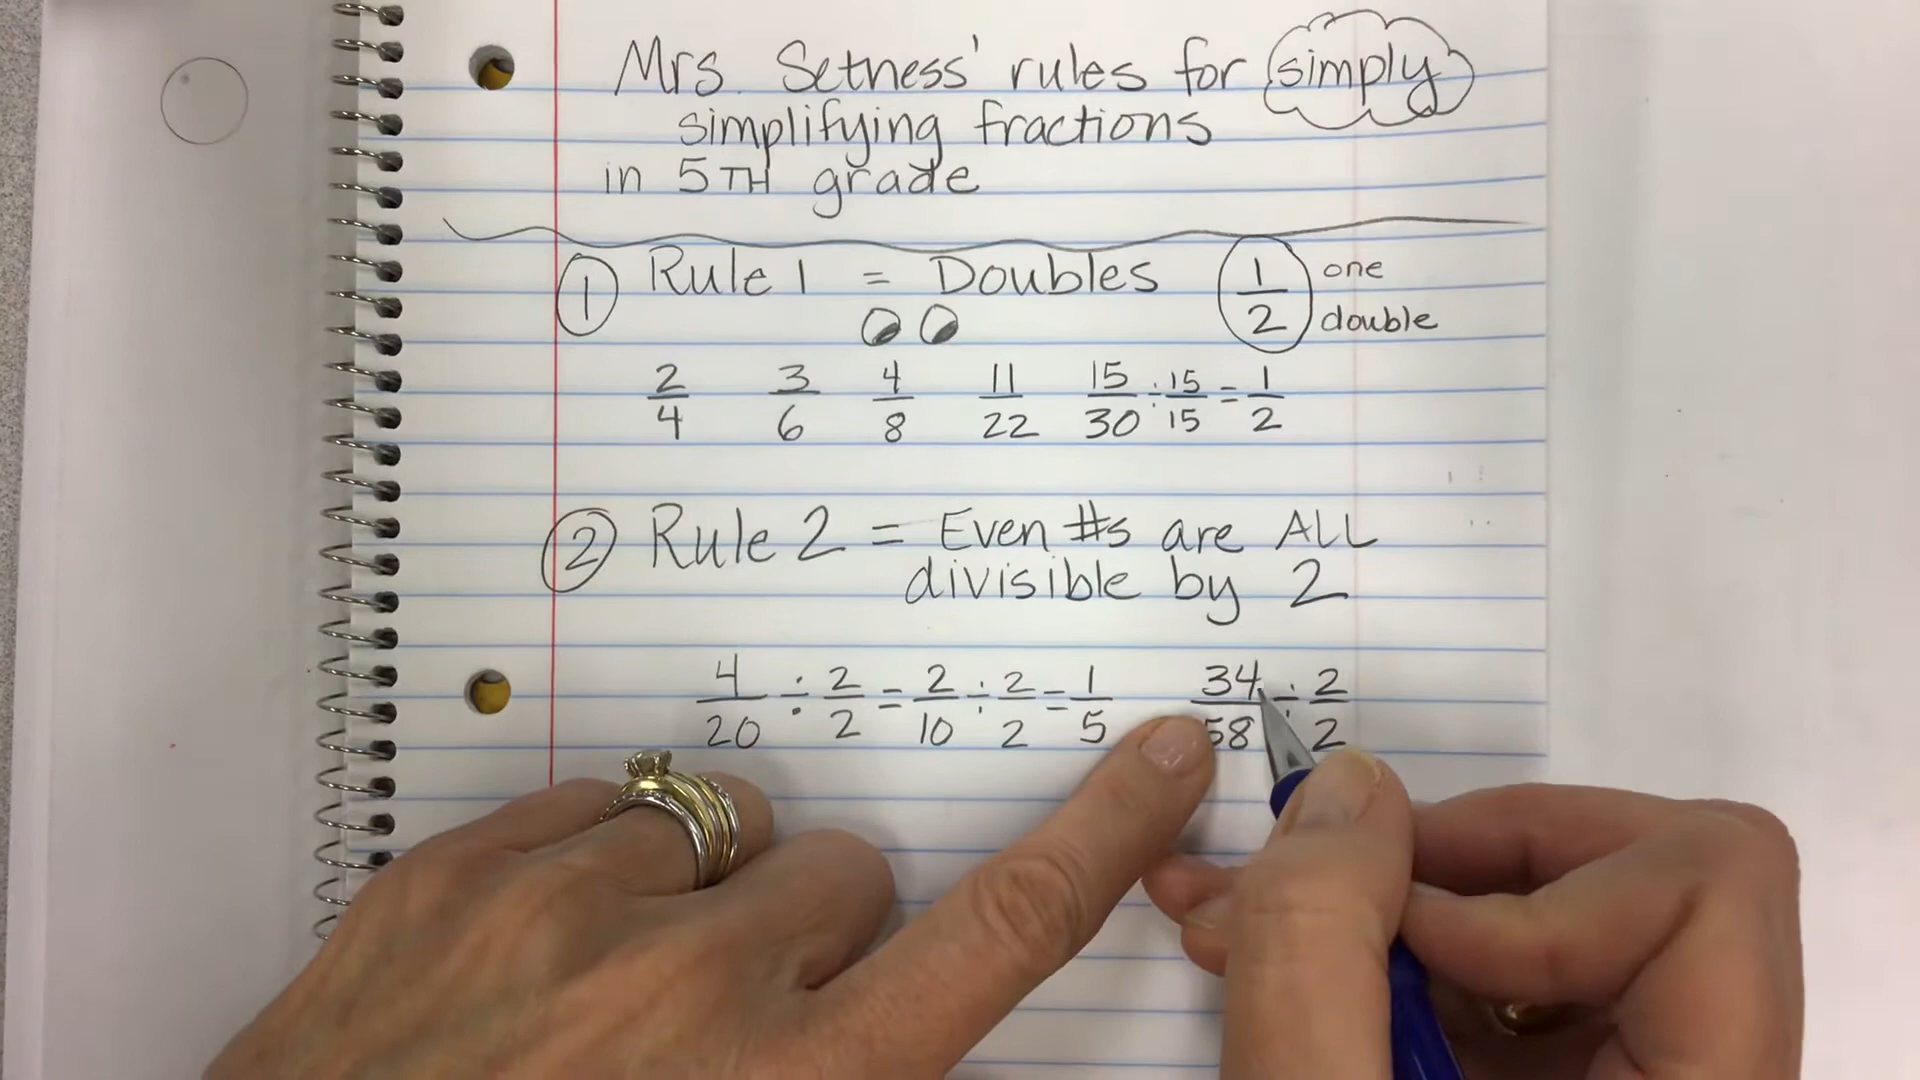 Mrs. Setness' rules for simply
simplifying fractions
in 5TH grade
1 Rule 1 = Doubles 1/2 one double
2/4 3/6 4/8 11/22 15/30 ÷ 15/15 = 1/2
2 Rule 2 = Even #s are ALL
divisible by 2
4/20 ÷ 2/2 = 2/10 ÷ 2/2 = 1/5 34/58 ÷ 2/2